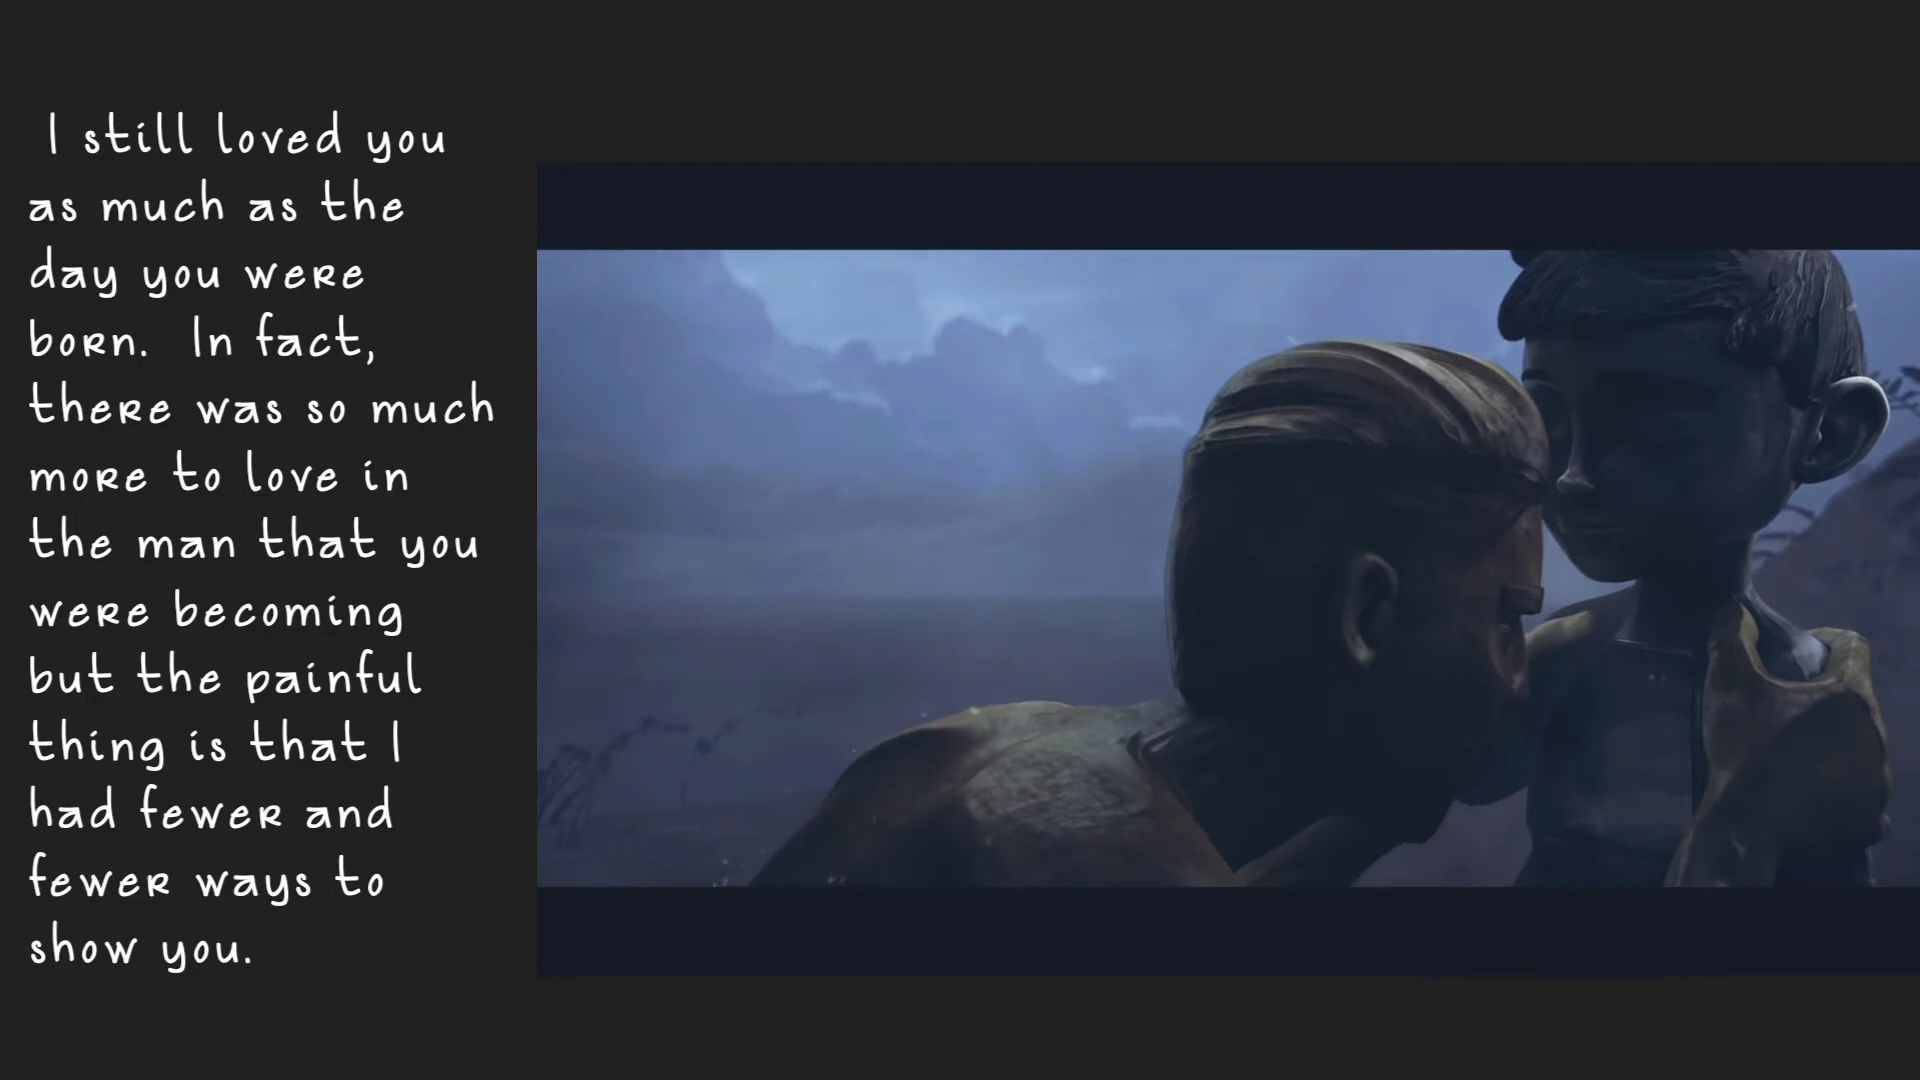 I still loved you
as much as the
day you were
born. In fact,
there was so much
more to love in
the man that you
were becoming
but the painful
thing is that I
had fewer and
fewer ways to
show you.